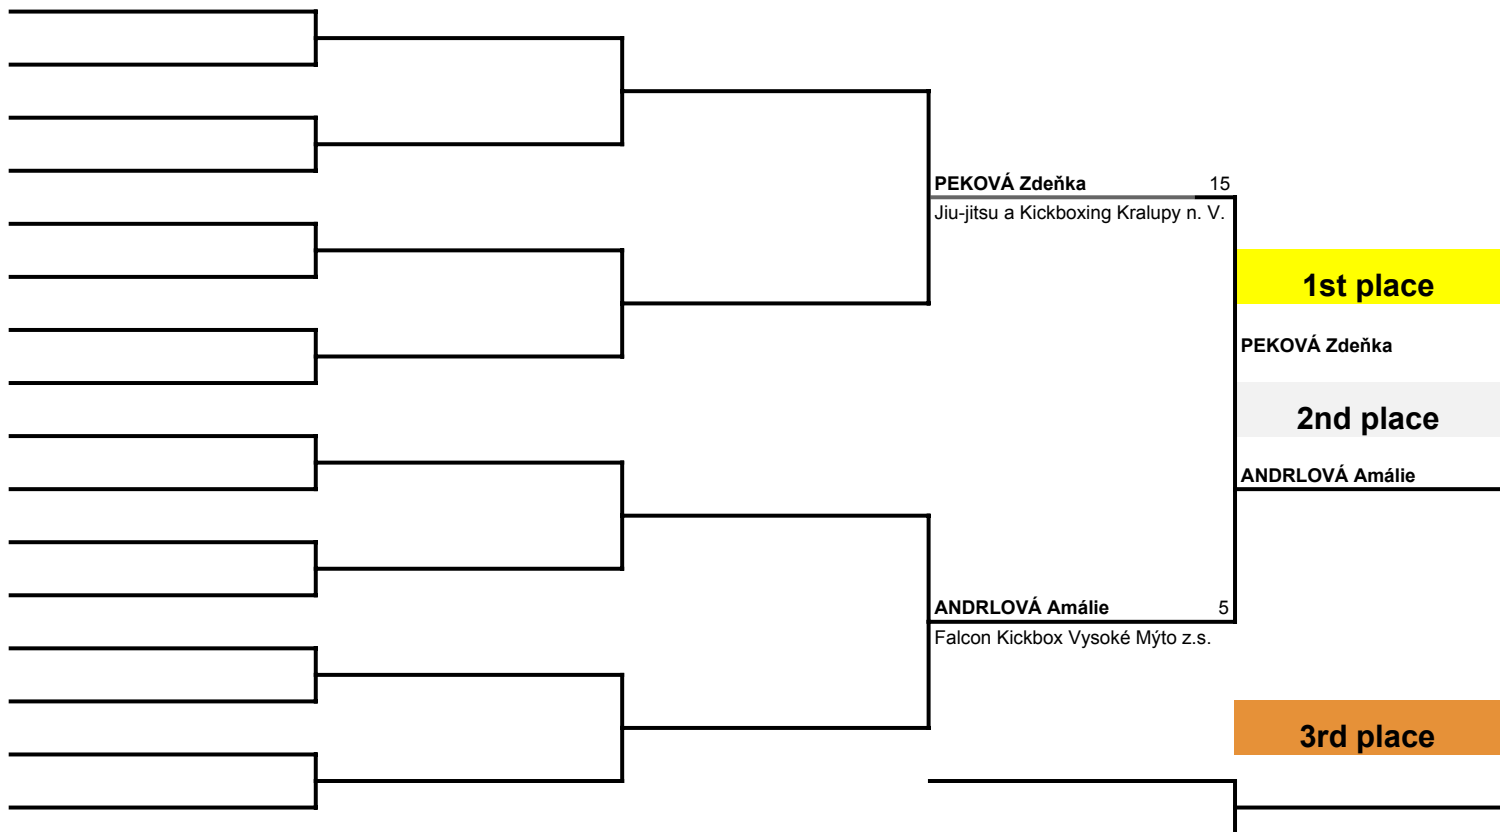 PEKOVÁ Zdeňka 15
Jiu-jitsu a Kickboxing Kralupy n. V.
1st place
PEKOVÁ Zdeňka
2nd place
ANDRLOVÁ Amálie
ANDRLOVÁ Amálie 5
Falcon Kickbox Vysoké Mýto z.s.
3rd place